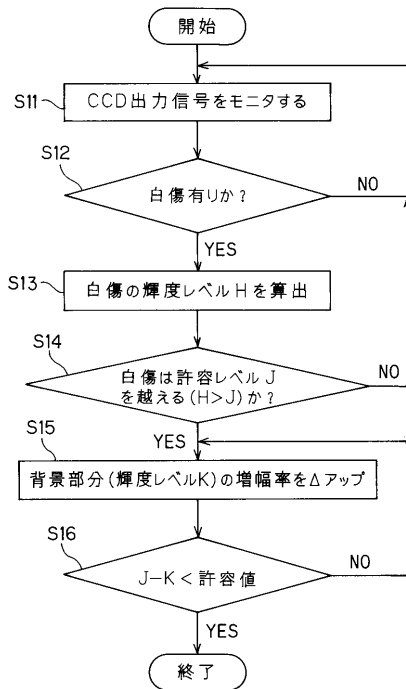 開始
S11
CCD出力信号をモニタする
S12
白傷有りか?
NO
YES
S13
白傷の輝度レベルHを算出
S14
白傷は許容レベルJ
を越える(H>J)か?
NO
YES
S15
背景部分(輝度レベルK)の増幅率をΔアップ
S16
J−K<許容値
NO
YES
終了